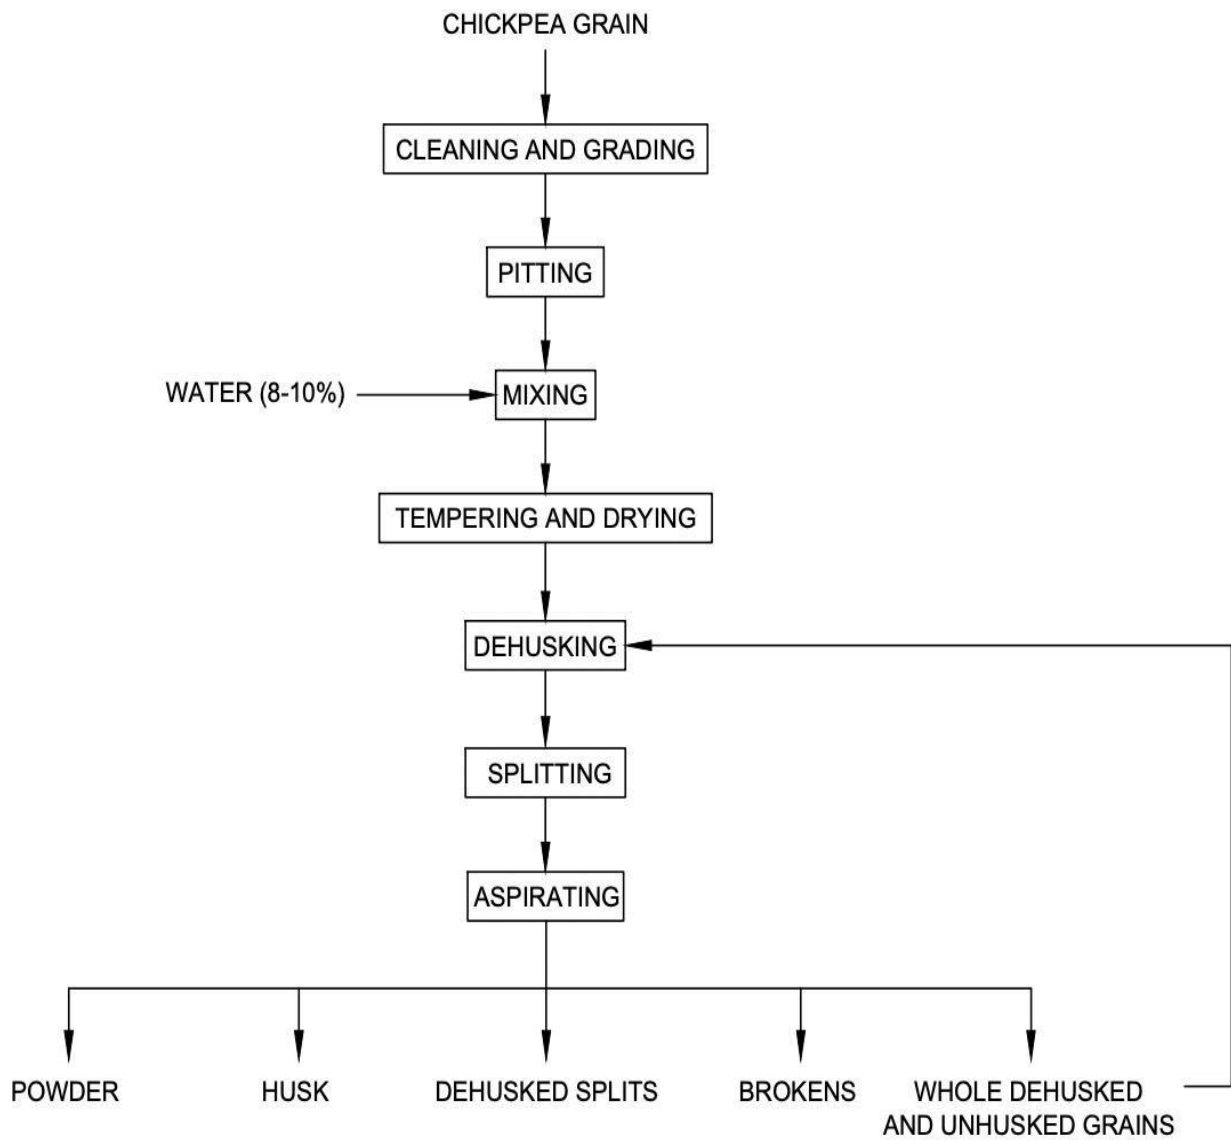 CHICKPEA GRAIN
CLEANING AND GRADING
PITTING
WATER (8-10%)
MIXING
TEMPERING AND DRYING
DEHUSKING
SPLITTING
ASPIRATING
POWDER
HUSK
DEHUSKED SPLITS
BROKENS
WHOLE DEHUSKED
AND UNHUSKED GRAINS